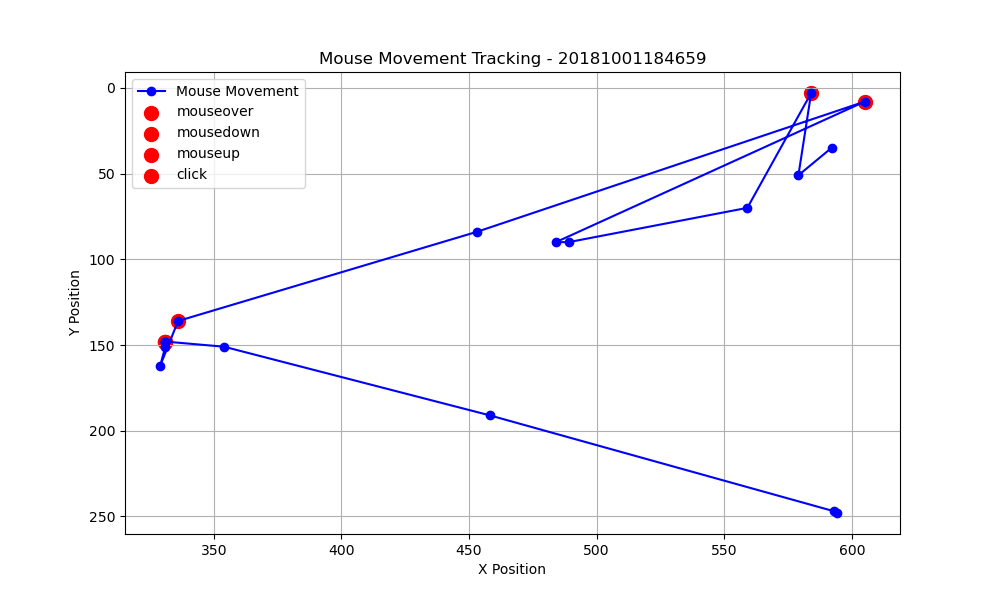 Mouse Movement Tracking - 20181001184659
Mouse Movement
mouseover
mousedown
mouseup
click
0
50
100
150
200
250
Y Position
350
400
450
500
550
600
X Position